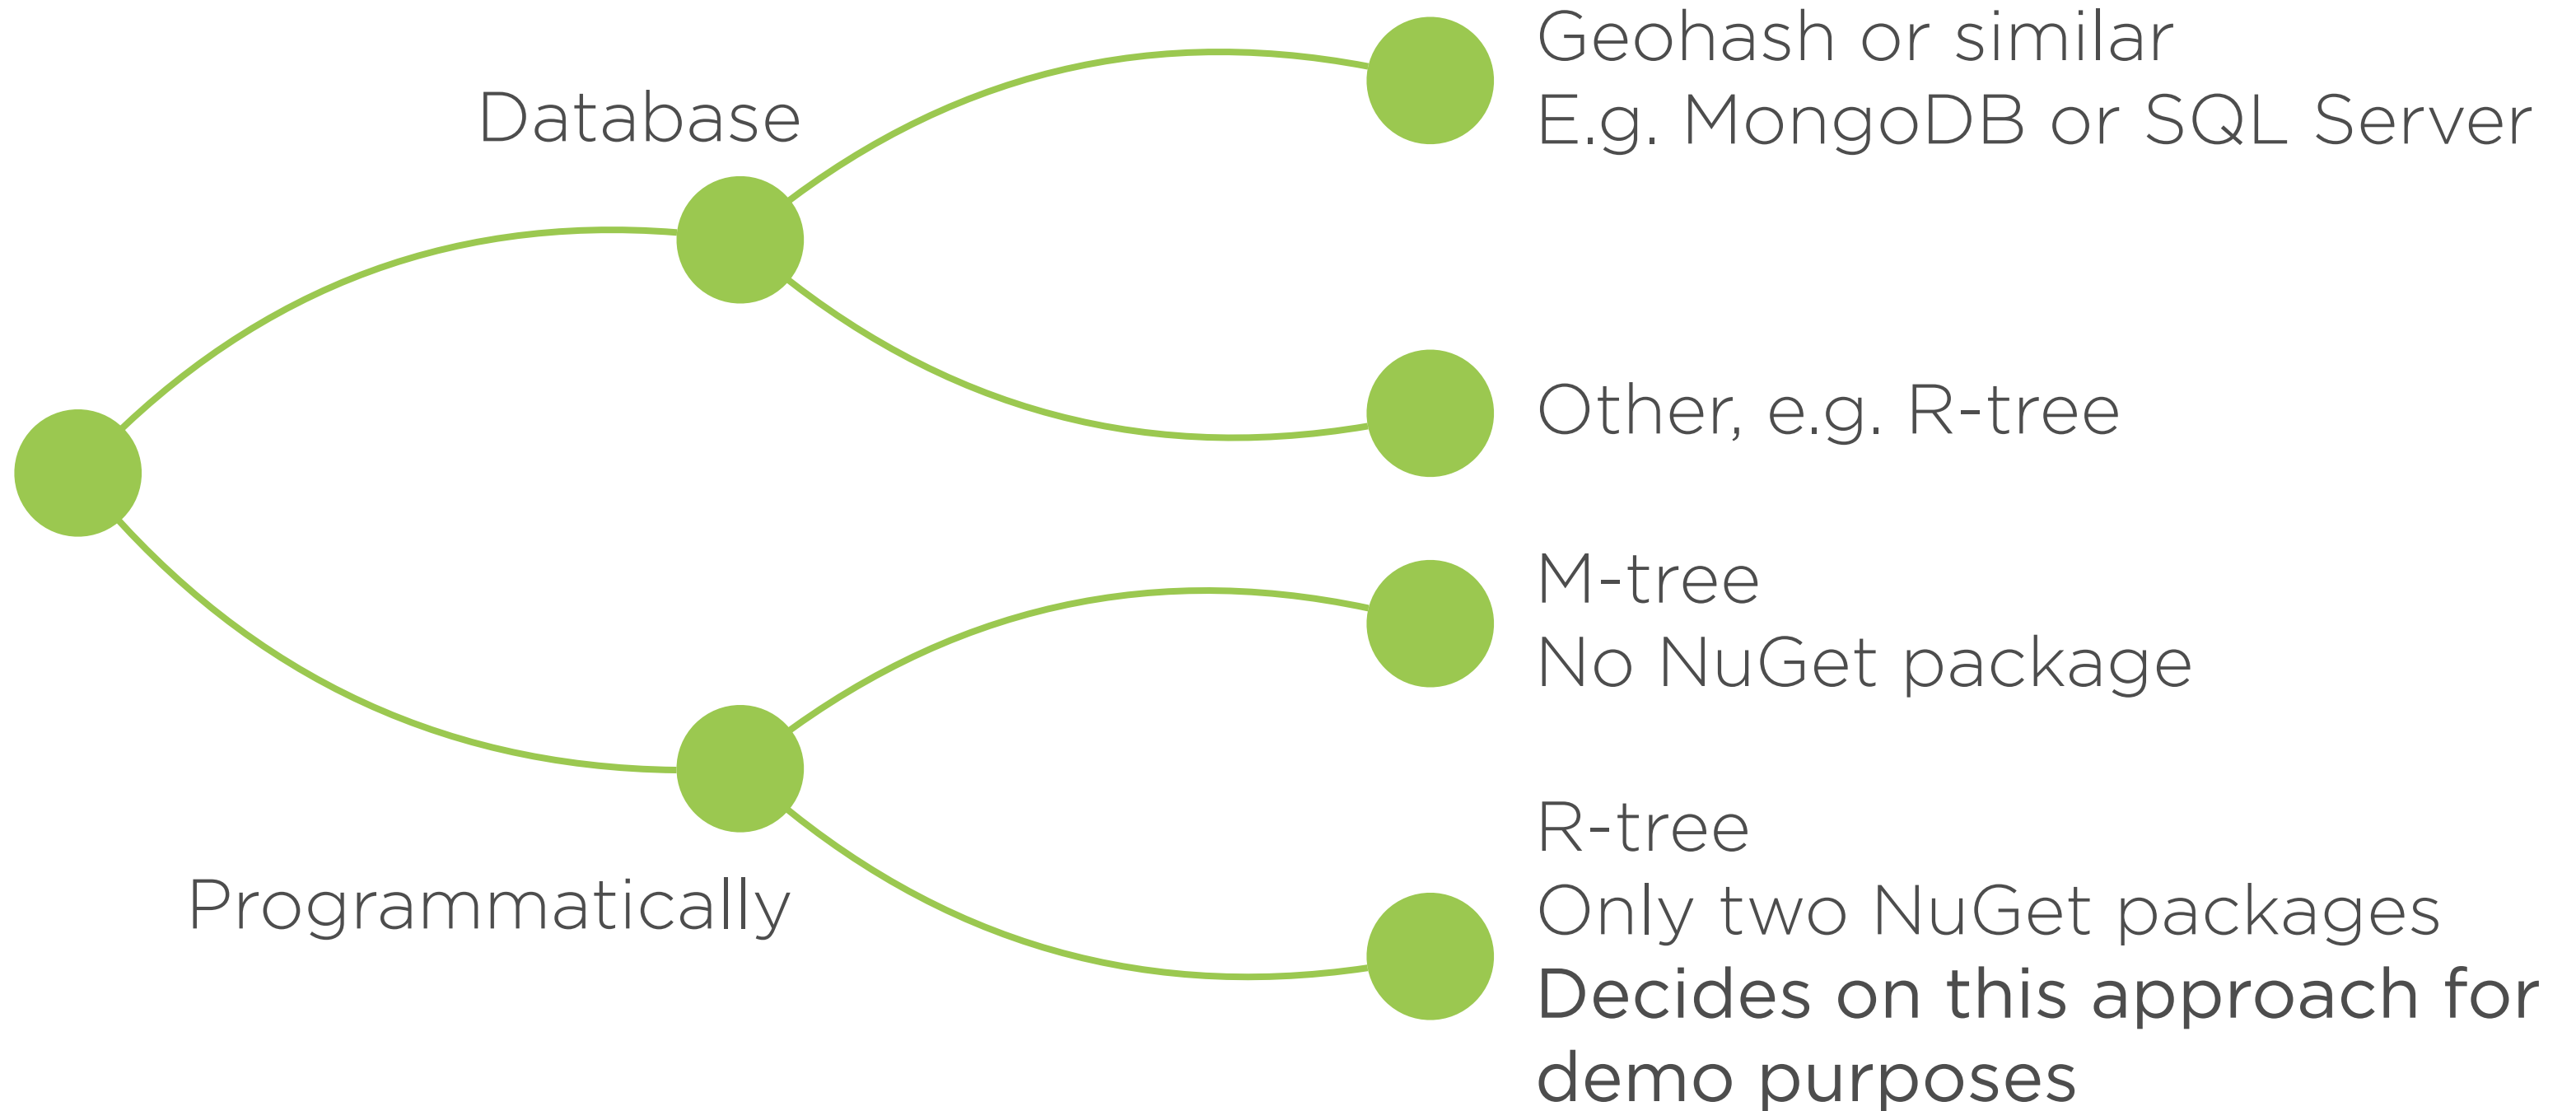 Geohash or similar
E.g. MongoDB or SQL Server
Database
Other, e.g. R-tree
M-tree
No NuGet package
Programmatically
R-tree
Only two NuGet packages
Decides on this approach for
demo purposes